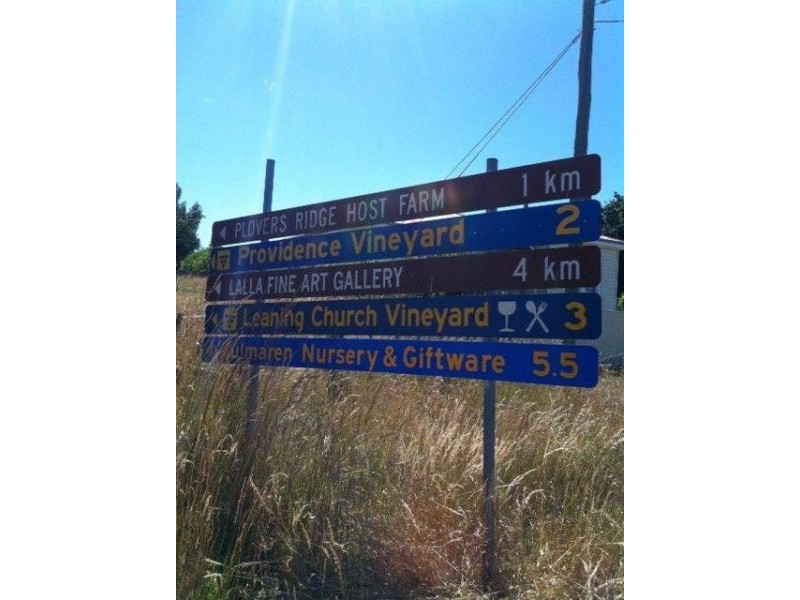 PLOVERS RIDGE HOST FARM 1 km
Providence Vineyard 2
LALLA FINE ART GALLERY 4 km
Leaning Church Vineyard 3
Nursery & Giftware 5.5